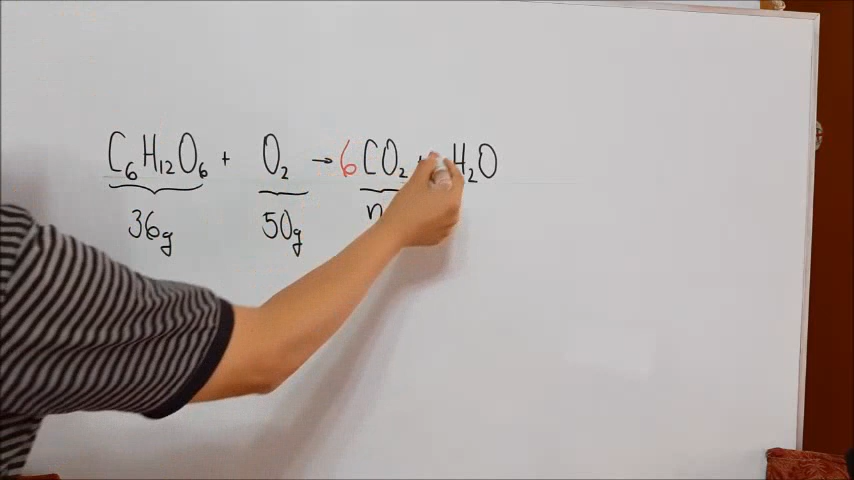 C₆H₁₂O₆ + O₂ → 6CO₂ + H₂O
36g 50g